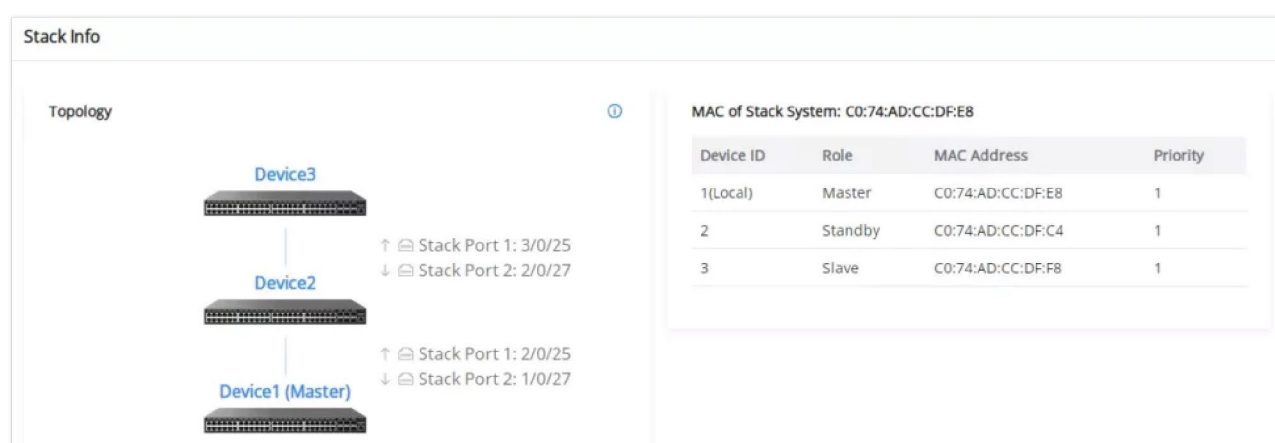 Stack Info
Topology
Device3
↑ Stack Port 1: 3/0/25
↓ Stack Port 2: 2/0/27
Device2
↑ Stack Port 1: 2/0/25
↓ Stack Port 2: 1/0/27
Device1 (Master)
MAC of Stack System: C0:74:AD:CC:DF:E8
Device ID Role MAC Address Priority
1(Local) Master C0:74:AD:CC:DF:E8 1
2 Standby C0:74:AD:CC:DF:C4 1
3 Slave C0:74:AD:CC:DF:F8 1